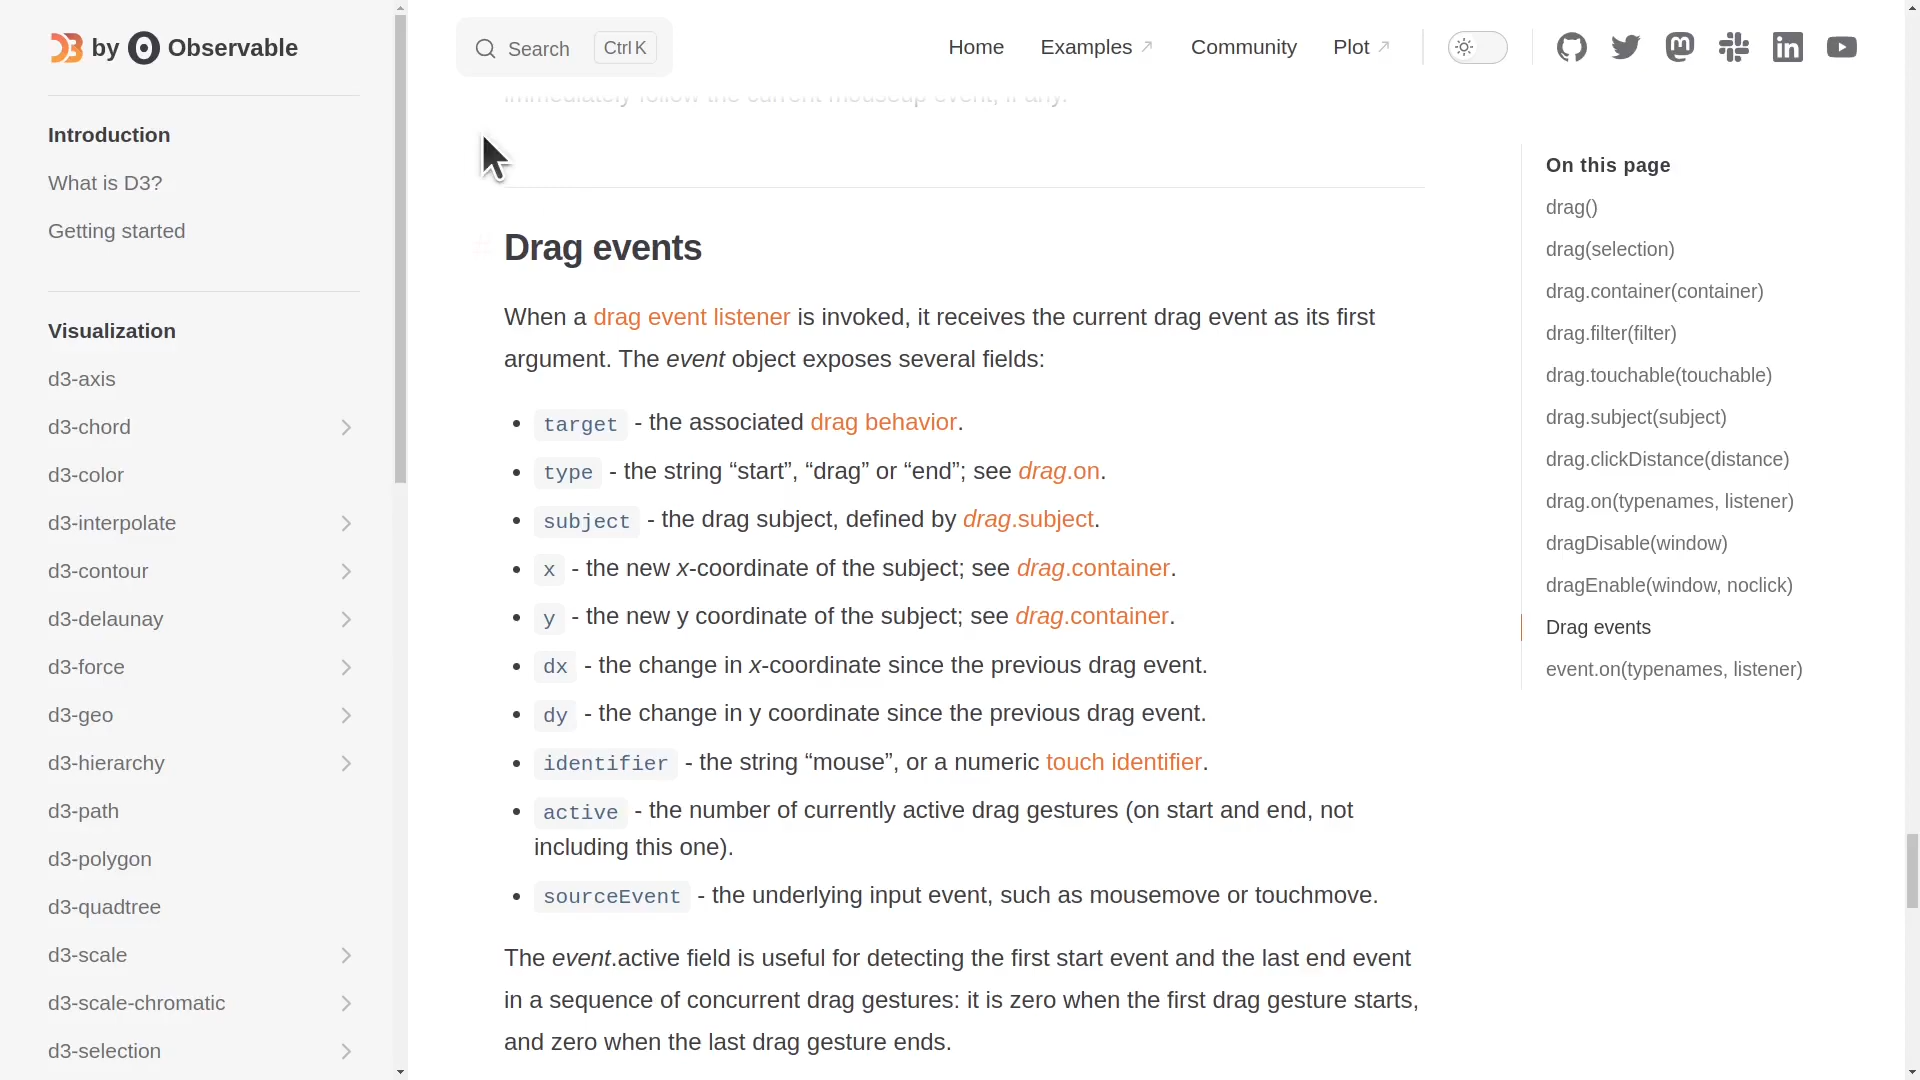 by Observable
Search Ctrl K
Home
Examples
Community
Plot
Introduction
What is D3?
Getting started
Visualization
d3-axis
d3-chord
d3-color
d3-interpolate
d3-contour
d3-delaunay
d3-force
d3-geo
d3-hierarchy
d3-path
d3-polygon
d3-quadtree
d3-scale
d3-scale-chromatic
d3-selection
immediately follow the current mouseup event, if any.
# Drag events
When a drag event listener is invoked, it receives the current drag event as its first
argument. The event object exposes several fields:
• target - the associated drag behavior.
• type - the string “start”, “drag” or “end”; see drag.on.
• subject - the drag subject, defined by drag.subject.
• x - the new x-coordinate of the subject; see drag.container.
• y - the new y coordinate of the subject; see drag.container.
• dx - the change in x-coordinate since the previous drag event.
• dy - the change in y coordinate since the previous drag event.
• identifier - the string “mouse”, or a numeric touch identifier.
• active - the number of currently active drag gestures (on start and end, not
including this one).
• sourceEvent - the underlying input event, such as mousemove or touchmove.
The event.active field is useful for detecting the first start event and the last end event
in a sequence of concurrent drag gestures: it is zero when the first drag gesture starts,
and zero when the last drag gesture ends.
On this page
drag()
drag(selection)
drag.container(container)
drag.filter(filter)
drag.touchable(touchable)
drag.subject(subject)
drag.clickDistance(distance)
drag.on(typenames, listener)
dragDisable(window)
dragEnable(window, noclick)
Drag events
event.on(typenames, listener)